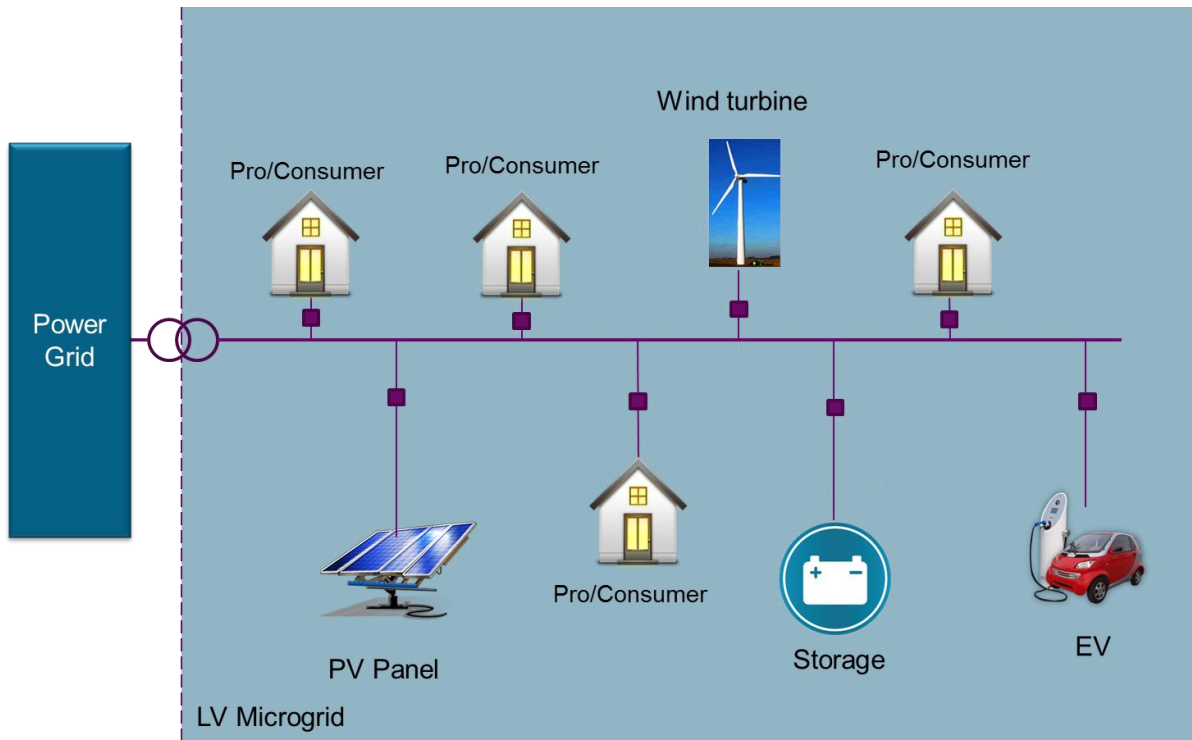 Wind turbine
Pro/Consumer
Pro/Consumer
Pro/Consumer
Power
Grid
Pro/Consumer
PV Panel
Storage
EV
LV Microgrid